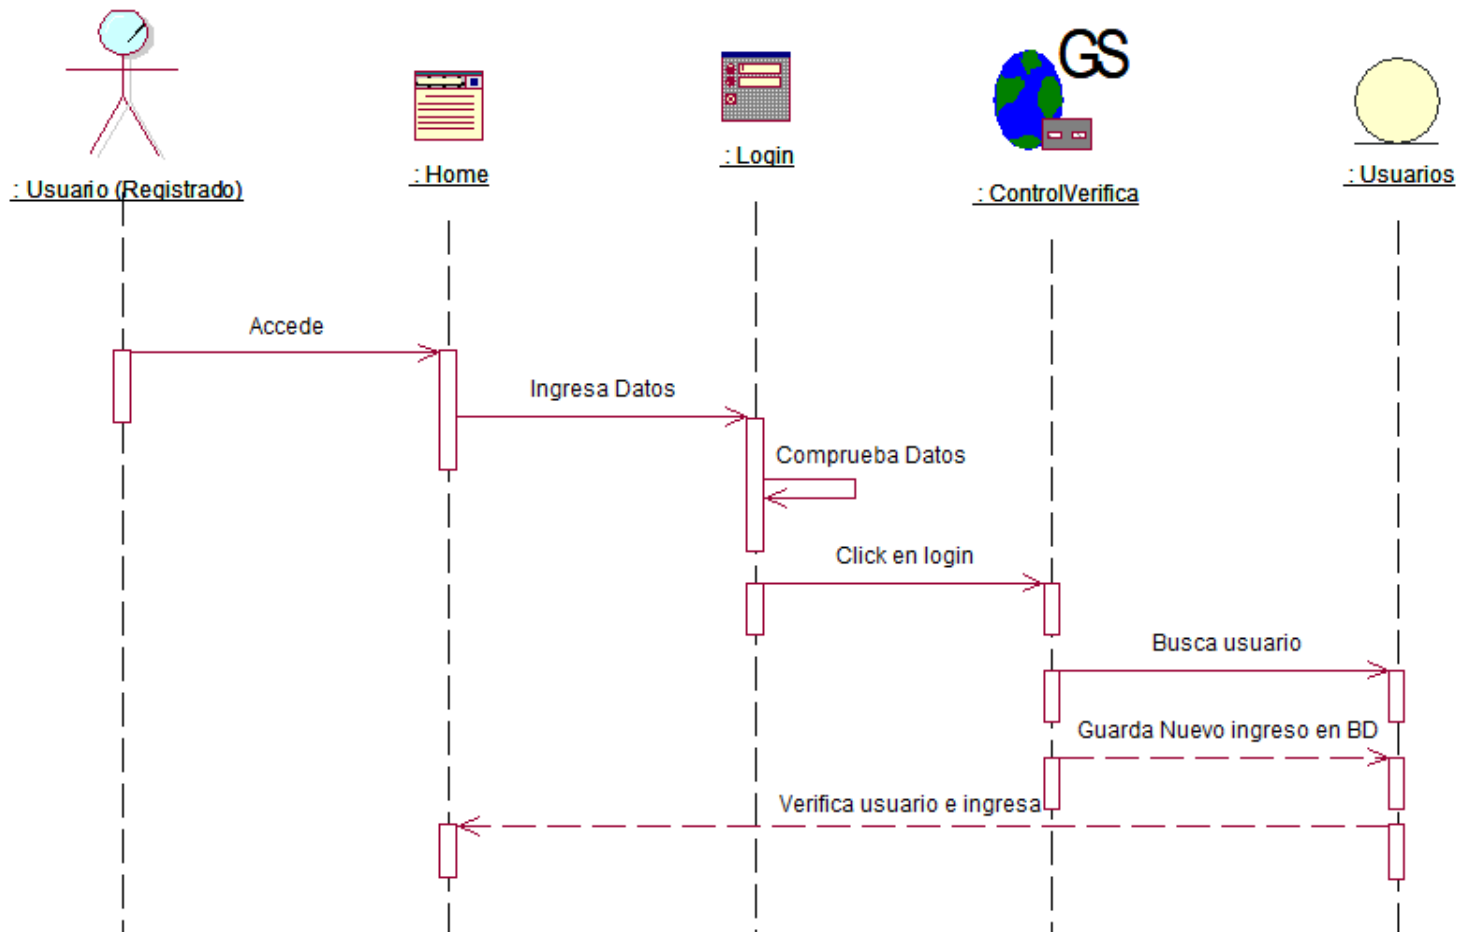 GS
: Usuario (Registrado)
: Home
: Login
: ControlVerifica
: Usuarios
Accede
Ingresa Datos
Comprueba Datos
Click en login
Busca usuario
Guarda Nuevo ingreso en BD
Verifica usuario e ingresa